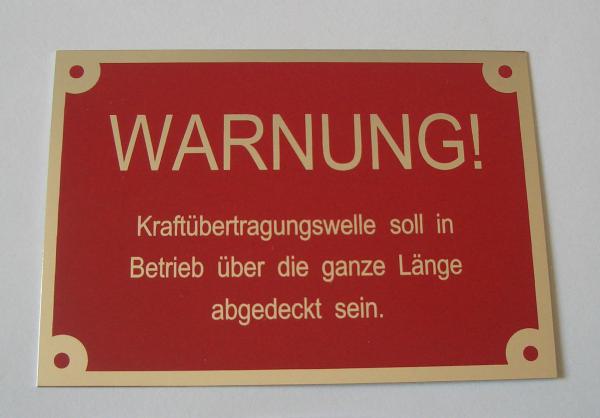 WARNUNG!
Kraftübertragungswelle soll in
Betrieb über die ganze Länge
abgedeckt sein.